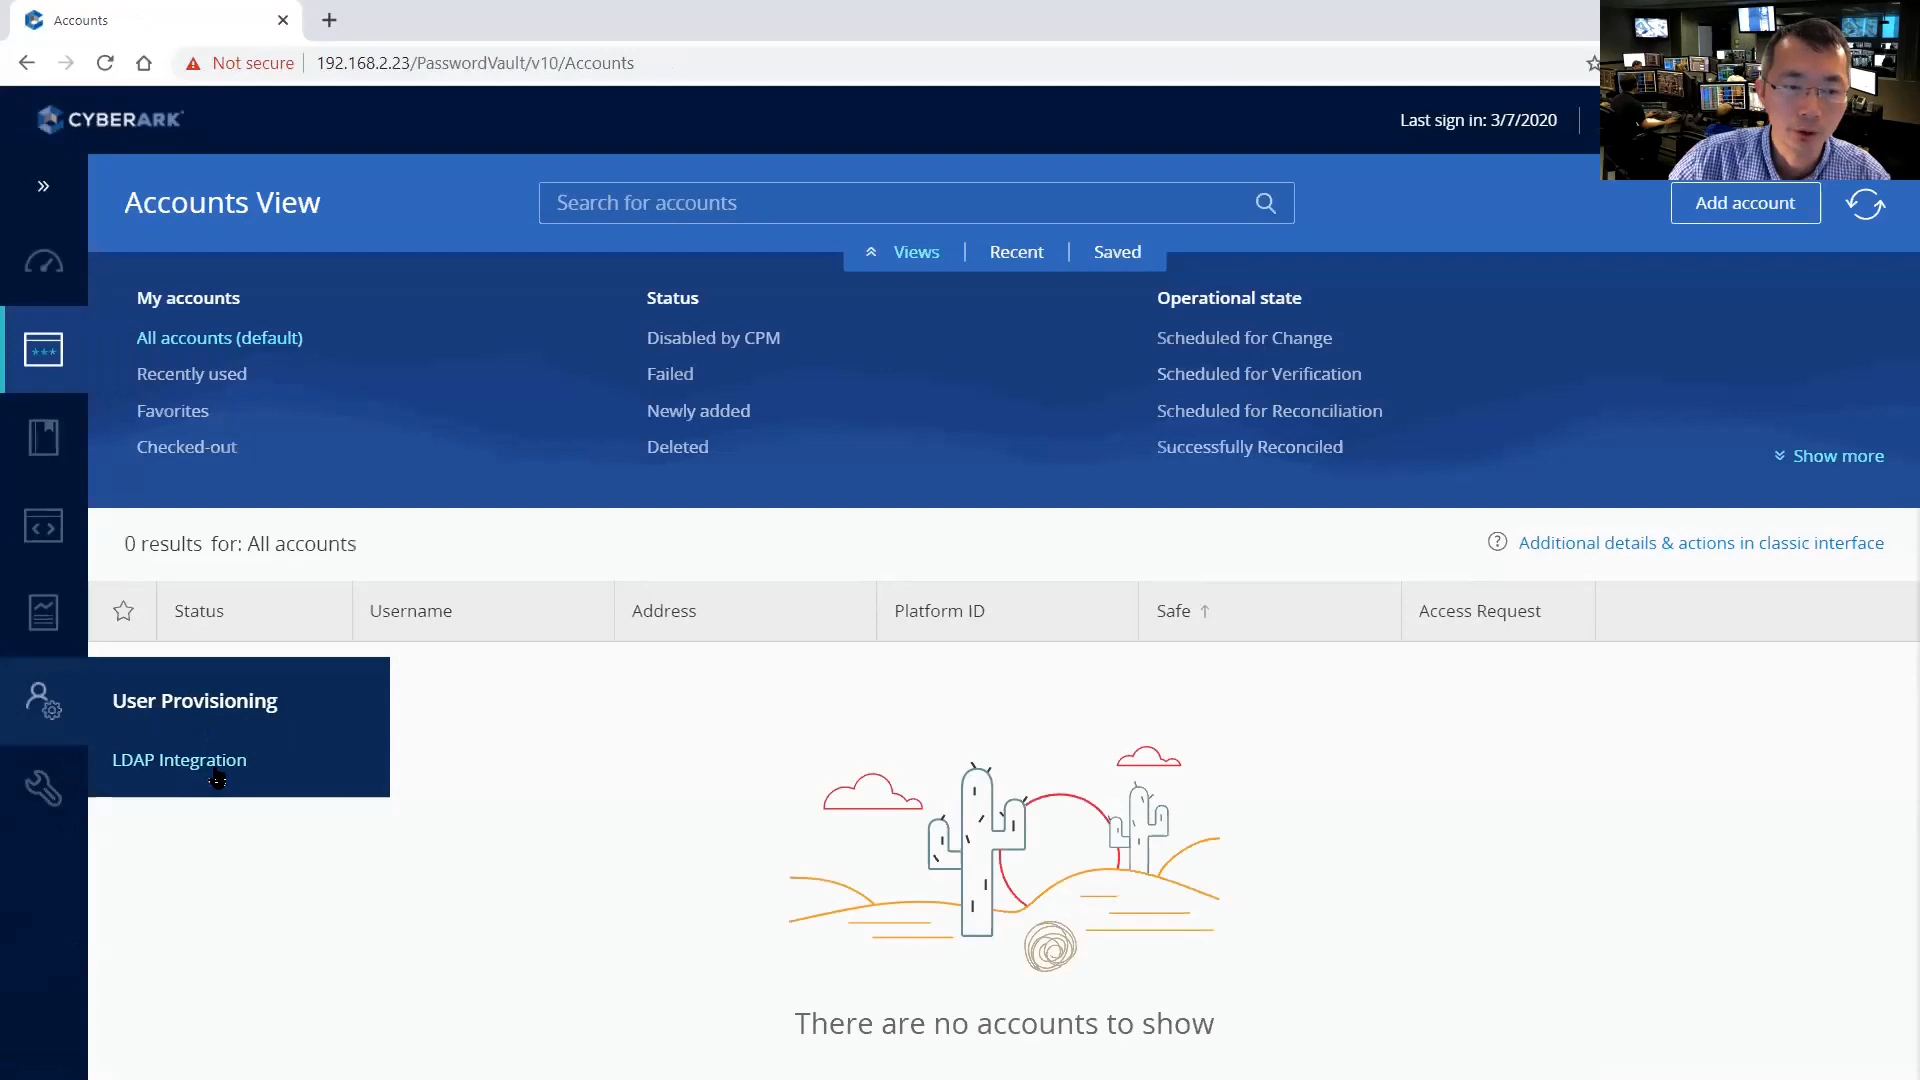 Accounts
Not secure
192.168.2.23/PasswordVault/v10/Accounts
CYBERARK
Last sign in: 3/7/2020
Accounts View
Search for accounts
Add account
Views
Recent
Saved
My accounts
Status
Operational state
All accounts (default)
Disabled by CPM
Scheduled for Change
Recently used
Failed
Scheduled for Verification
Favorites
Newly added
Scheduled for Reconciliation
Checked-out
Deleted
Successfully Reconciled
Show more
0 results for: All accounts
Additional details & actions in classic interface
Status
Username
Address
Platform ID
Safe
Access Request
User Provisioning
LDAP Integration
There are no accounts to show